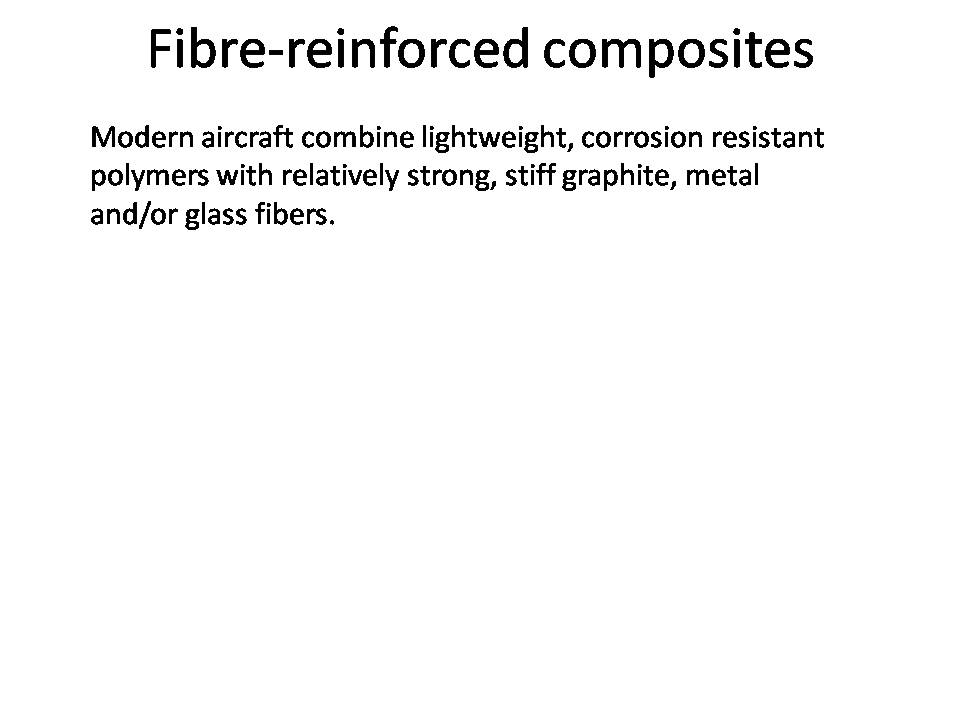 Fibre-reinforced composites
Modern aircraft combine lightweight, corrosion resistant
polymers with relatively strong, stiff graphite, metal
and/or glass fibers.